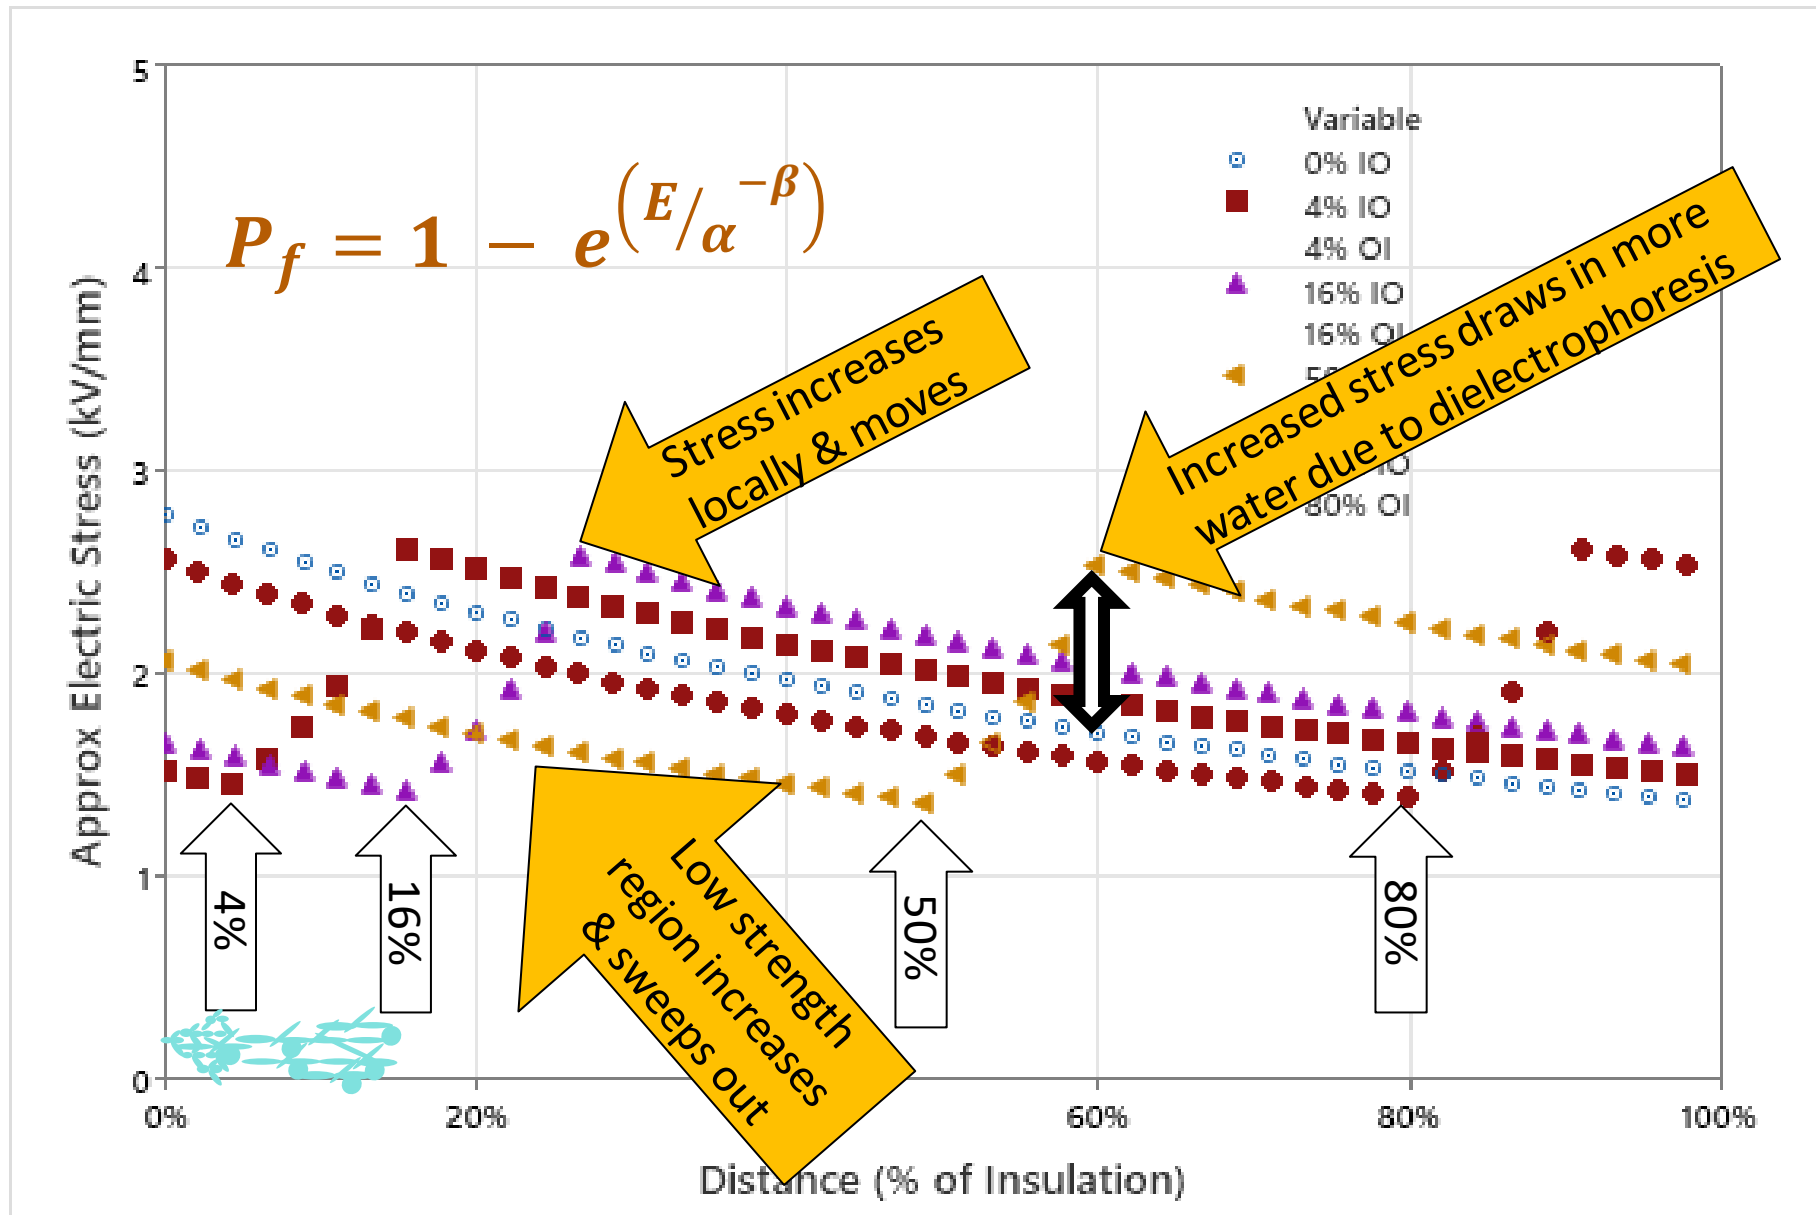 5
4
3
2
1
0
Approx Electric Stress (kV/mm)
P_f = 1 − e^(E/α^−β)
Variable
0% IO
4% IO
4% OI
16% IO
16% OI
80% OI
Stress increases
locally & moves
Increased stress draws in more
water due to dielectrophoresis
Low strength
region increases
& sweeps out
4%
16%
50%
80%
0%
20%
60%
80%
100%
Distance (% of Insulation)